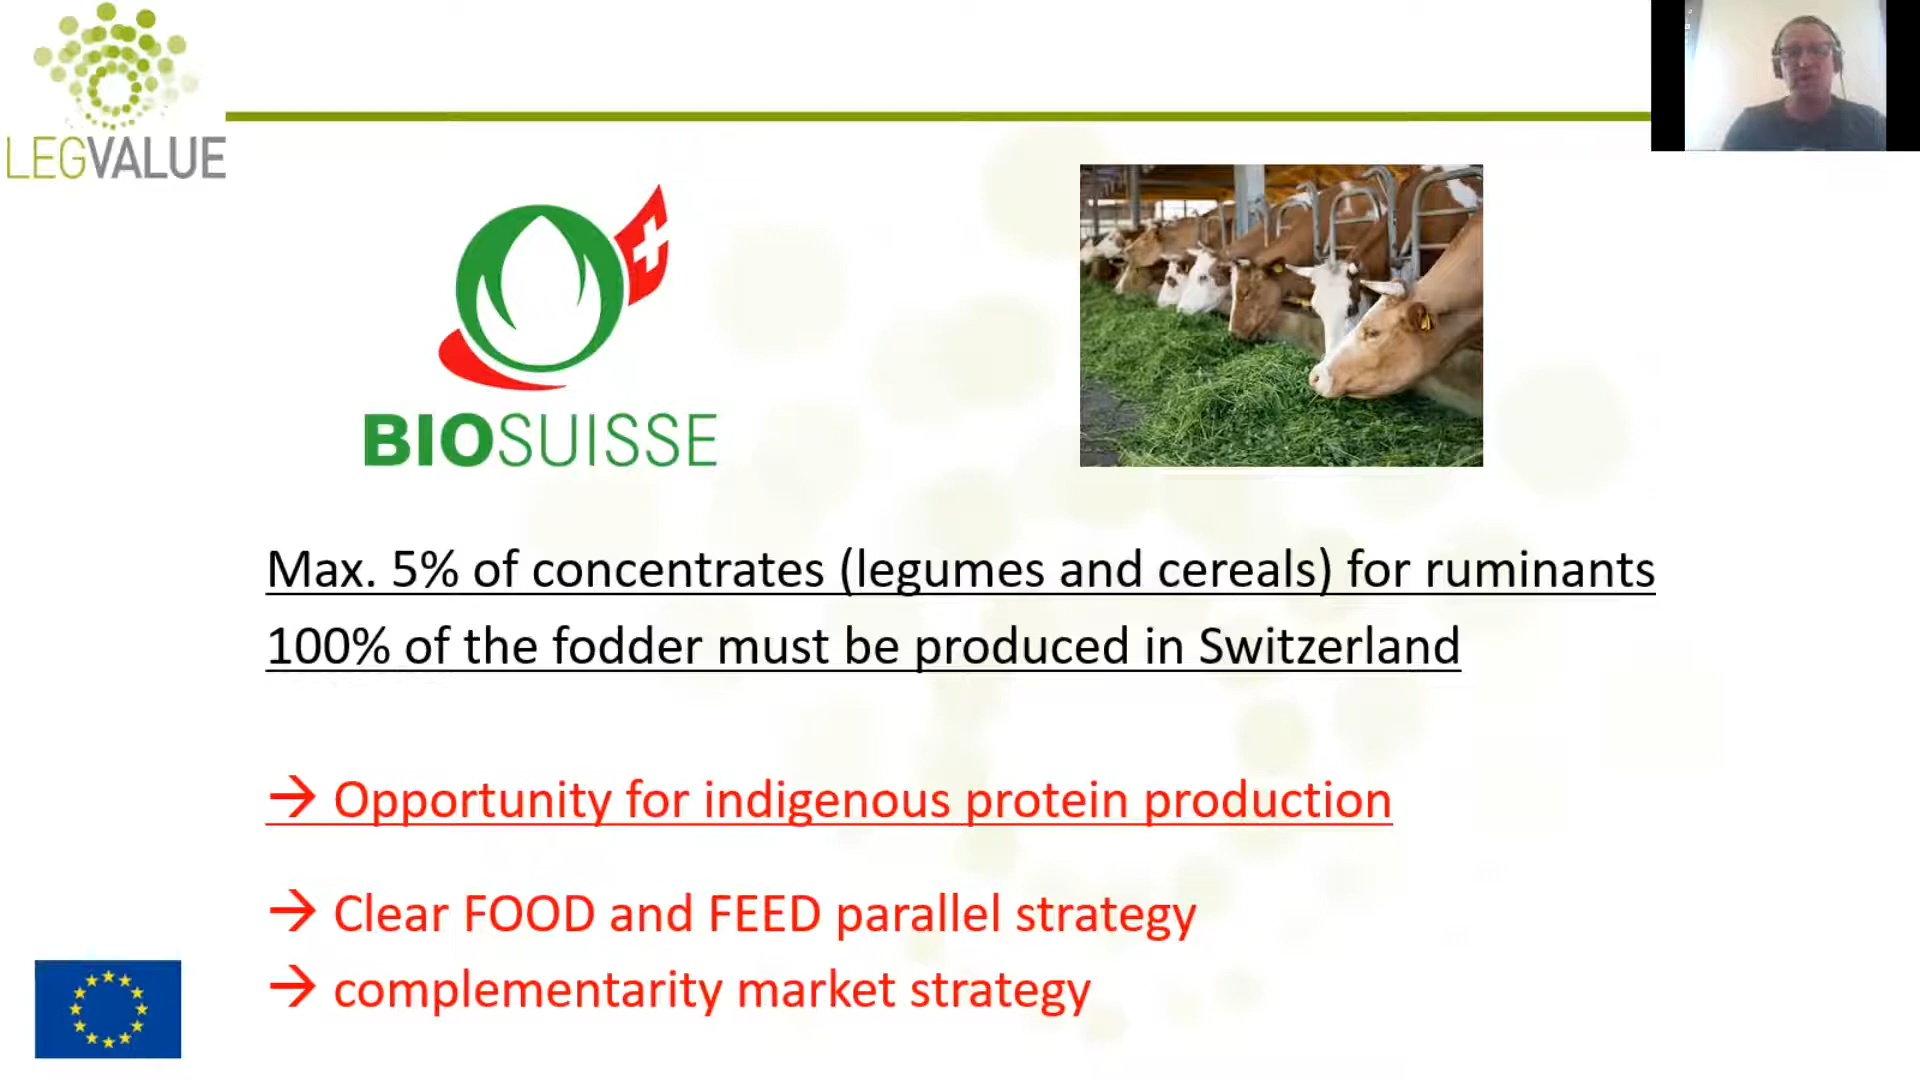 LEGVALUE
BIOSUISSE
Max. 5% of concentrates (legumes and cereals) for ruminants
100% of the fodder must be produced in Switzerland
→ Opportunity for indigenous protein production
→ Clear FOOD and FEED parallel strategy
→ complementarity market strategy